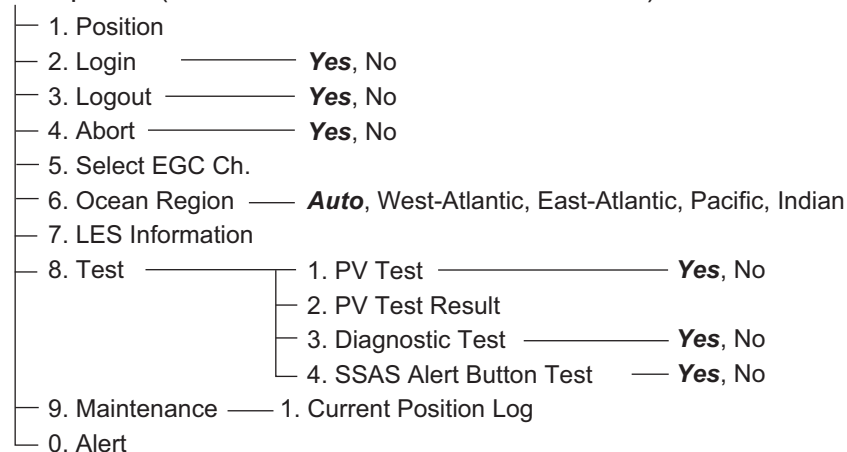 1. Position
2. Login Yes, No
3. Logout Yes, No
4. Abort Yes, No
5. Select EGC Ch.
6. Ocean Region Auto, West-Atlantic, East-Atlantic, Pacific, Indian
7. LES Information
8. Test 1. PV Test Yes, No
2. PV Test Result
3. Diagnostic Test Yes, No
4. SSAS Alert Button Test Yes, No
9. Maintenance 1. Current Position Log
0. Alert